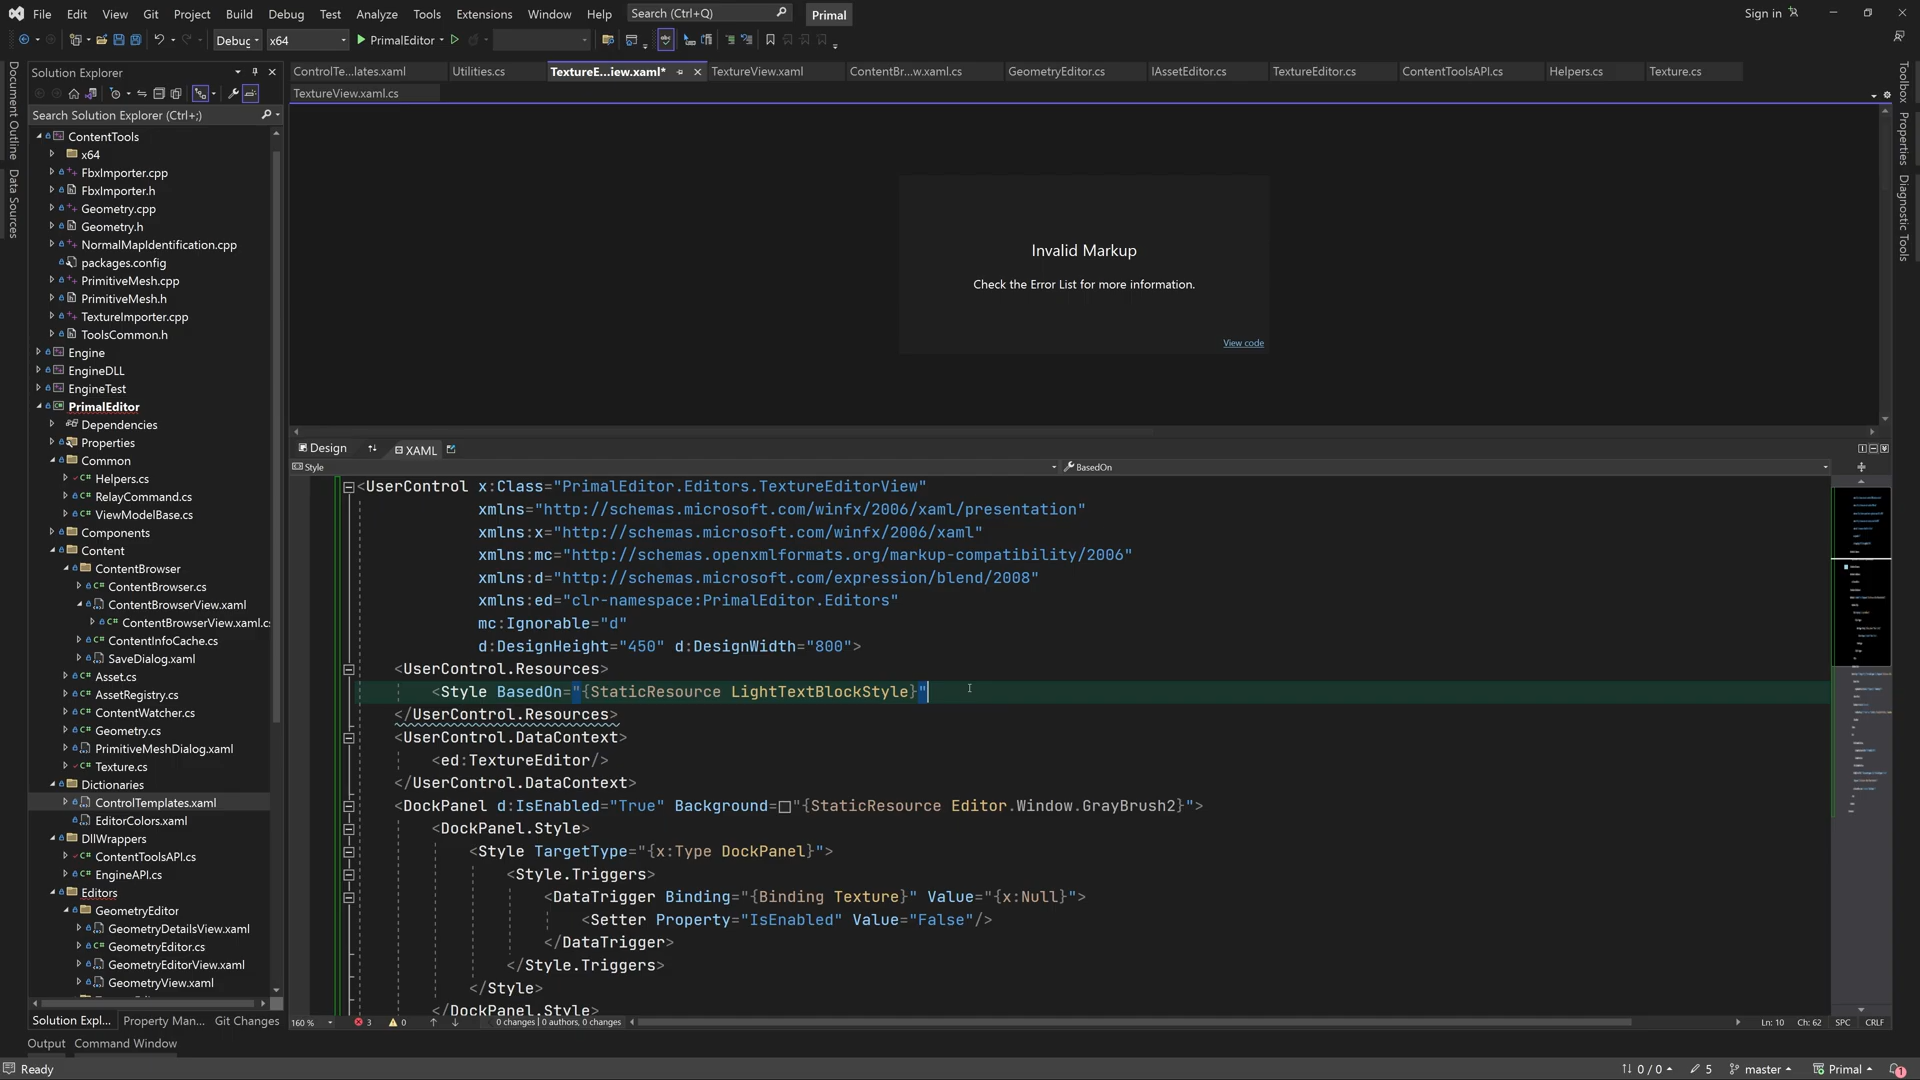 File Edit View Git Project Build Debug Test Analyze Tools Extensions Window Help Search (Ctrl+Q) Primal Sign in
Debug x64 PrimalEditor
Document Outline
Data Sources
Solution Explorer
Search Solution Explorer (Ctrl+;)
ContentTools
x64
FbxImporter.cpp
FbxImporter.h
Geometry.cpp
Geometry.h
NormalMapIdentification.cpp
packages.config
PrimitiveMesh.cpp
PrimitiveMesh.h
TextureImporter.cpp
ToolsCommon.h
Engine
EngineDLL
EngineTest
PrimalEditor
Dependencies
Properties
Common
Helpers.cs
RelayCommand.cs
ViewModelBase.cs
Components
Content
ContentBrowser
ContentBrowser.cs
ContentBrowserView.xaml
ContentBrowserView.xaml.cs
ContentInfoCache.cs
SaveDialog.xaml
Asset.cs
AssetRegistry.cs
ContentWatcher.cs
Geometry.cs
PrimitiveMeshDialog.xaml
Texture.cs
Dictionaries
ControlTemplates.xaml
EditorColors.xaml
DllWrappers
ContentToolsAPI.cs
EngineAPI.cs
Editors
GeometryEditor
GeometryDetailsView.xaml
GeometryEditor.cs
GeometryEditorView.xaml
GeometryView.xaml
Solution Expl... Property Man... Git Changes
ControlTe...lates.xaml Utilities.cs TextureE...iew.xaml* TextureView.xaml ContentBr...w.xaml.cs GeometryEditor.cs IAssetEditor.cs TextureEditor.cs ContentToolsAPI.cs Helpers.cs Texture.cs
TextureView.xaml.cs
Invalid Markup
Check the Error List for more information.
View code
Design XAML
Style BasedOn
<UserControl x:Class="PrimalEditor.Editors.TextureEditorView"
xmlns="http://schemas.microsoft.com/winfx/2006/xaml/presentation"
xmlns:x="http://schemas.microsoft.com/winfx/2006/xaml"
xmlns:mc="http://schemas.openxmlformats.org/markup-compatibility/2006"
xmlns:d="http://schemas.microsoft.com/expression/blend/2008"
xmlns:ed="clr-namespace:PrimalEditor.Editors"
mc:Ignorable="d"
d:DesignHeight="450" d:DesignWidth="800">
<UserControl.Resources>
<Style BasedOn="{StaticResource LightTextBlockStyle}"
</UserControl.Resources>
<UserControl.DataContext>
<ed:TextureEditor/>
</UserControl.DataContext>
<DockPanel d:IsEnabled="True" Background="{StaticResource Editor.Window.GrayBrush2}">
<DockPanel.Style>
<Style TargetType="{x:Type DockPanel}">
<Style.Triggers>
<DataTrigger Binding="{Binding Texture}" Value="{x:Null}">
<Setter Property="IsEnabled" Value="False"/>
</DataTrigger>
</Style.Triggers>
</Style>
</DockPanel.Style>
160 % 3 0 0 changes | 0 authors, 0 changes Ln: 10 Ch: 62 SPC CRLF
Toolbox
Properties
Diagnostic Tools
Output Command Window
Ready 0 / 0 5 master Primal 1